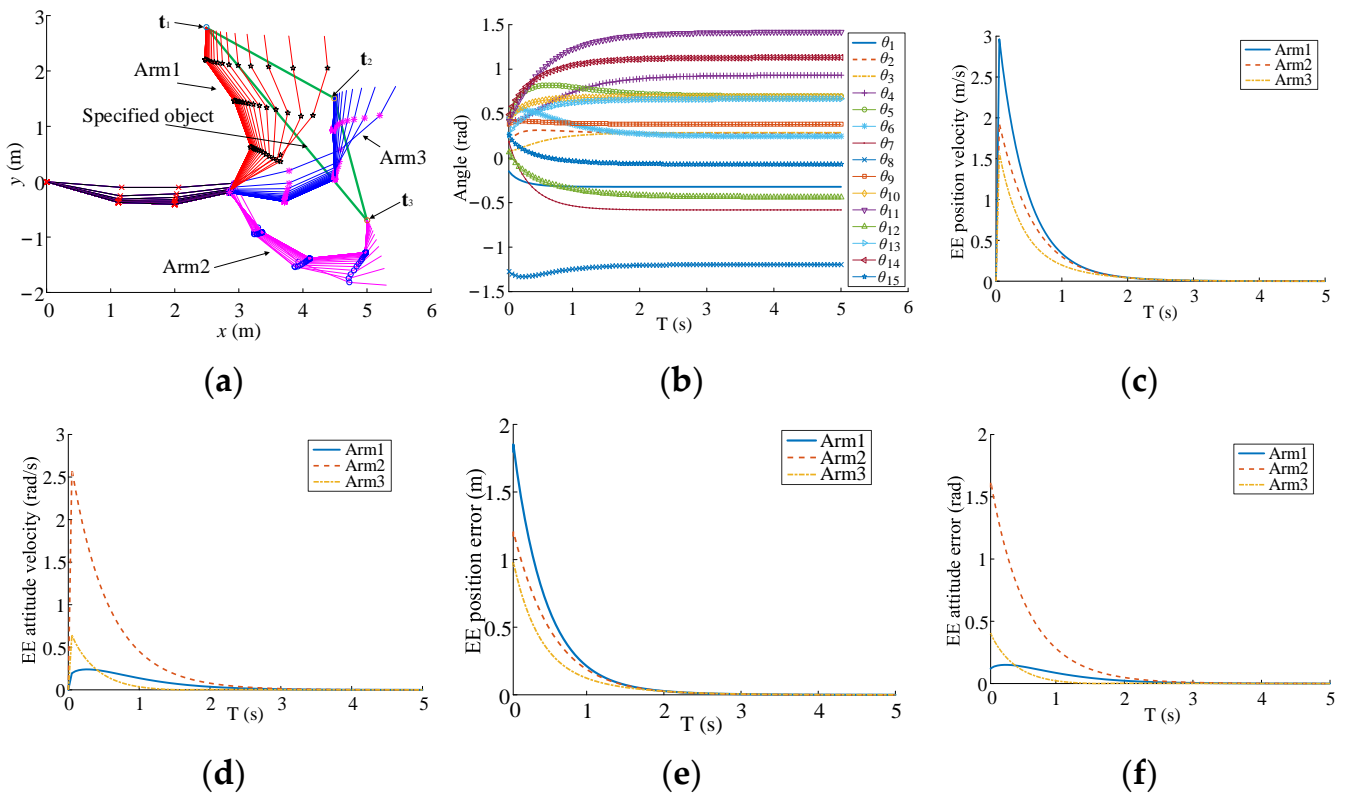 3
2
1
0
−1
−2
y (m)
0
1
2
3
4
5
6
x (m)
t1
t2
t3
Arm1
Specified object
Arm3
Arm2
(a)
1.5
1
0.5
0
−0.5
−1
1.5
Angle (rad)
0
1
2
3
4
5
6
T (s)
θ1
θ2
θ3
θ4
θ5
θ6
θ7
θ8
θ9
θ10
θ11
θ12
θ13
θ14
θ15
(b)
3
2.5
2
1.5
1
0.5
0
EE position velocity (m/s)
0
1
2
3
4
5
T (s)
Arm1
Arm2
Arm3
(c)
3
2.5
2
1.5
1
0.5
0
EE attitude velocity (rad/s)
0
1
2
3
4
5
T (s)
Arm1
Arm2
Arm3
(d)
2
1.5
1
0.5
0
EE position error (m)
0
1
2
3
4
5
T (s)
Arm1
Arm2
Arm3
(e)
2
1.5
1
0.5
0
EE attitude error (rad)
0
1
2
3
4
5
T (s)
Arm1
Arm2
Arm3
(f)